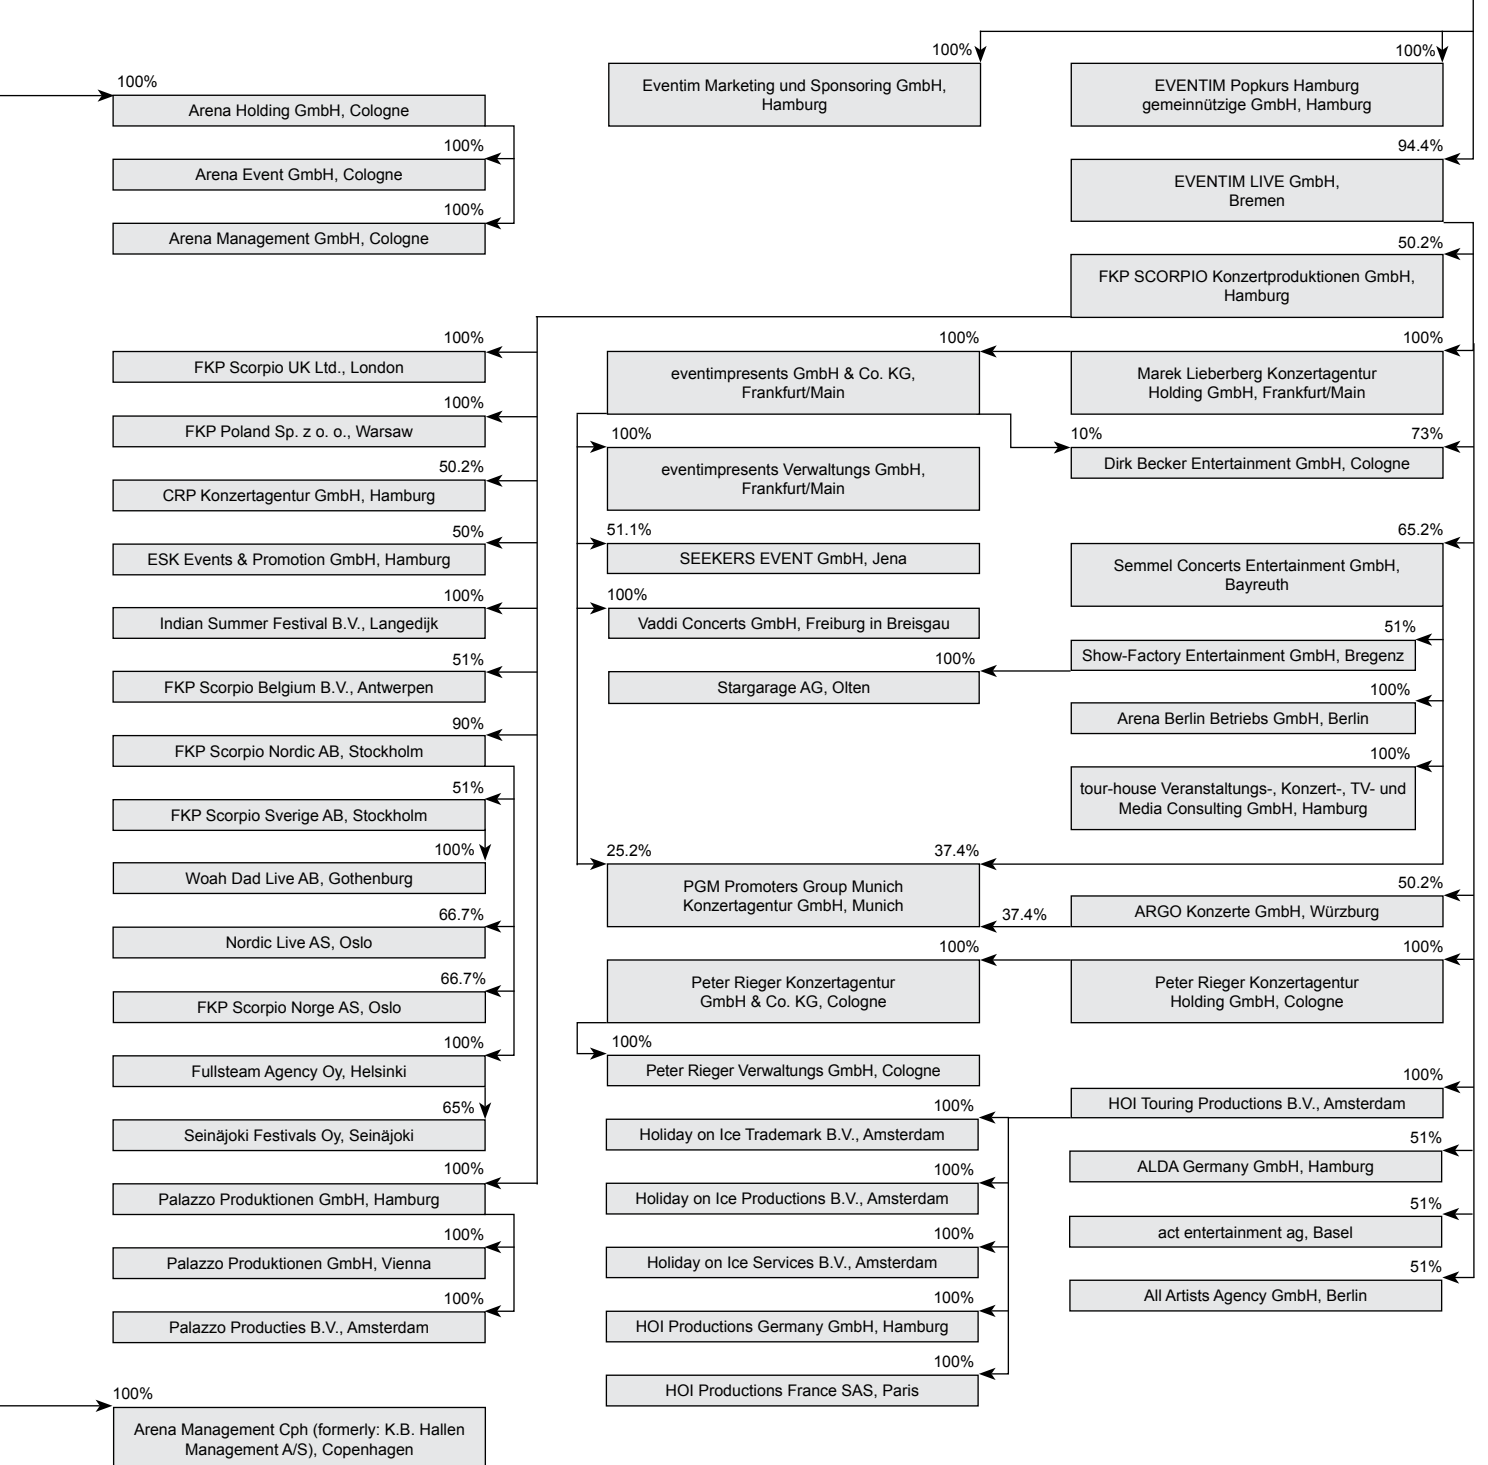 100%
Arena Holding GmbH, Cologne
100%
Arena Event GmbH, Cologne
100%
Arena Management GmbH, Cologne
100%
FKP Scorpio UK Ltd., London
100%
FKP Poland Sp. z o. o., Warsaw
50.2%
CRP Konzertagentur GmbH, Hamburg
50%
ESK Events & Promotion GmbH, Hamburg
100%
Indian Summer Festival B.V., Langedijk
51%
FKP Scorpio Belgium B.V., Antwerpen
90%
FKP Scorpio Nordic AB, Stockholm
51%
FKP Scorpio Sverige AB, Stockholm
100%
Woah Dad Live AB, Gothenburg
66.7%
Nordic Live AS, Oslo
66.7%
FKP Scorpio Norge AS, Oslo
100%
Fullsteam Agency Oy, Helsinki
65%
Seinäjoki Festivals Oy, Seinäjoki
100%
Palazzo Produktionen GmbH, Hamburg
100%
Palazzo Produktionen GmbH, Vienna
100%
Palazzo Producties B.V., Amsterdam
100%
Arena Management Cph (formerly: K.B. Hallen
Management A/S), Copenhagen
100%
Eventim Marketing und Sponsoring GmbH,
Hamburg
100%
eventimpresents GmbH & Co. KG,
Frankfurt/Main
100%
eventimpresents Verwaltungs GmbH,
Frankfurt/Main
51.1%
SEEKERS EVENT GmbH, Jena
100%
Vaddi Concerts GmbH, Freiburg in Breisgau
100%
Stargarage AG, Olten
25.2%
37.4%
PGM Promoters Group Munich
Konzertagentur GmbH, Munich
37.4%
100%
Peter Rieger Konzertagentur
GmbH & Co. KG, Cologne
100%
Peter Rieger Verwaltungs GmbH, Cologne
100%
Holiday on Ice Trademark B.V., Amsterdam
100%
Holiday on Ice Productions B.V., Amsterdam
100%
Holiday on Ice Services B.V., Amsterdam
100%
HOI Productions Germany GmbH, Hamburg
100%
HOI Productions France SAS, Paris
100%
EVENTIM Popkurs Hamburg
gemeinnützige GmbH, Hamburg
94.4%
EVENTIM LIVE GmbH,
Bremen
50.2%
FKP SCORPIO Konzertproduktionen GmbH,
Hamburg
100%
Marek Lieberberg Konzertagentur
Holding GmbH, Frankfurt/Main
10%
73%
Dirk Becker Entertainment GmbH, Cologne
65.2%
Semmel Concerts Entertainment GmbH,
Bayreuth
51%
Show-Factory Entertainment GmbH, Bregenz
100%
Arena Berlin Betriebs GmbH, Berlin
100%
tour-house Veranstaltungs-, Konzert-, TV- und
Media Consulting GmbH, Hamburg
50.2%
ARGO Konzerte GmbH, Würzburg
100%
Peter Rieger Konzertagentur
Holding GmbH, Cologne
100%
HOI Touring Productions B.V., Amsterdam
51%
ALDA Germany GmbH, Hamburg
51%
act entertainment ag, Basel
51%
All Artists Agency GmbH, Berlin